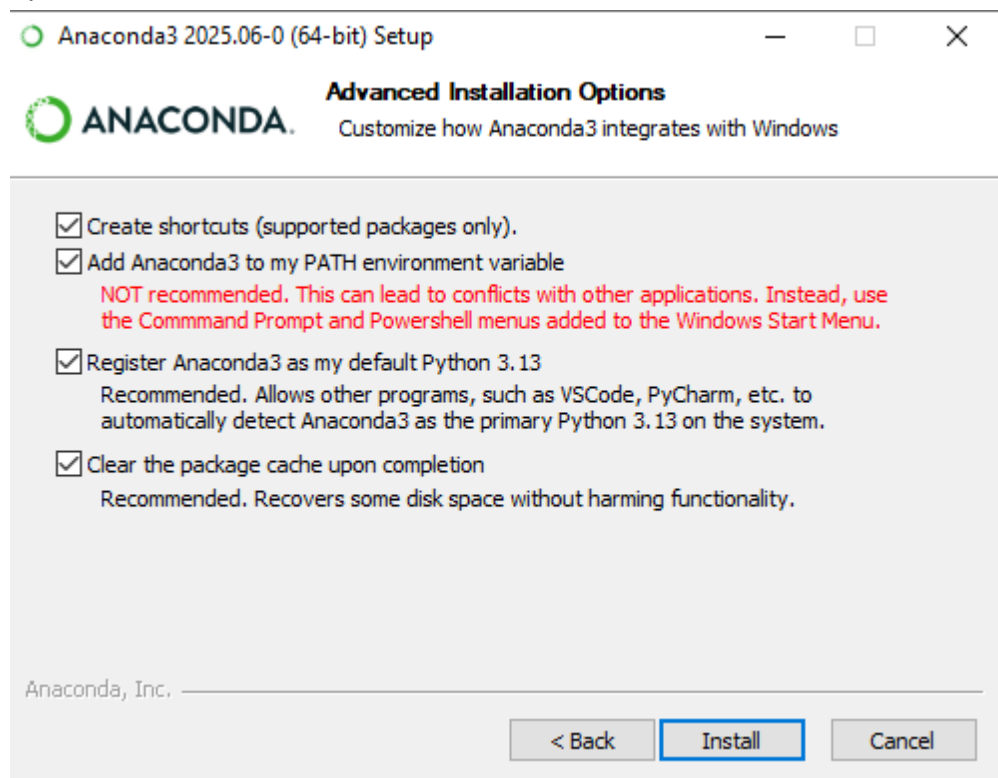 Anaconda3 2025.06-0 (64-bit) Setup
ANACONDA.
Advanced Installation Options
Customize how Anaconda3 integrates with Windows
Create shortcuts (supported packages only).
Add Anaconda3 to my PATH environment variable
NOT recommended. This can lead to conflicts with other applications. Instead, use
the Commmand Prompt and Powershell menus added to the Windows Start Menu.
Register Anaconda3 as my default Python 3.13
Recommended. Allows other programs, such as VSCode, PyCharm, etc. to
automatically detect Anaconda3 as the primary Python 3.13 on the system.
Clear the package cache upon completion
Recommended. Recovers some disk space without harming functionality.
Anaconda, Inc.
< Back
Install
Cancel